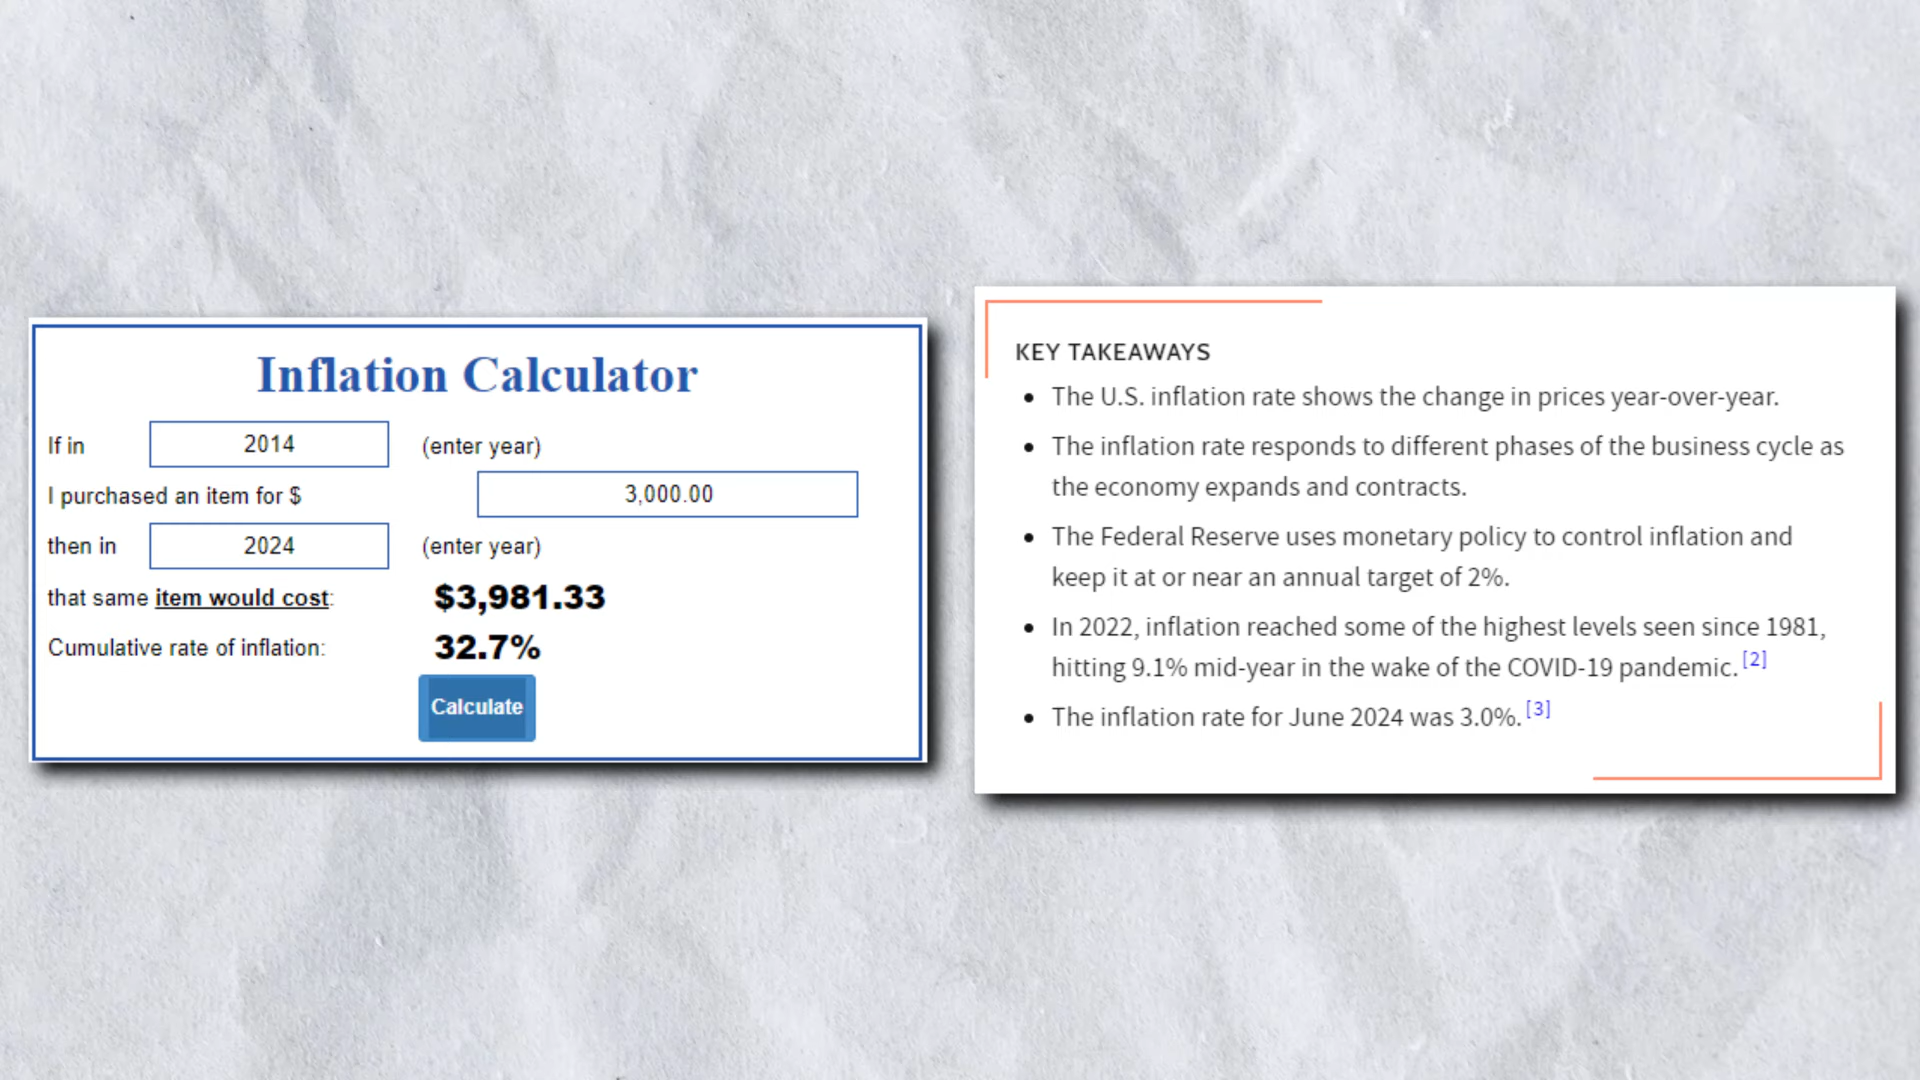 Inflation Calculator
If in 2014 (enter year)
I purchased an item for $ 3,000.00
then in 2024 (enter year)
that same item would cost: $3,981.33
Cumulative rate of inflation: 32.7%
Calculate
KEY TAKEAWAYS
• The U.S. inflation rate shows the change in prices year-over-year.
• The inflation rate responds to different phases of the business cycle as
the economy expands and contracts.
• The Federal Reserve uses monetary policy to control inflation and
keep it at or near an annual target of 2%.
• In 2022, inflation reached some of the highest levels seen since 1981,
hitting 9.1% mid-year in the wake of the COVID-19 pandemic. [2]
• The inflation rate for June 2024 was 3.0%. [3]